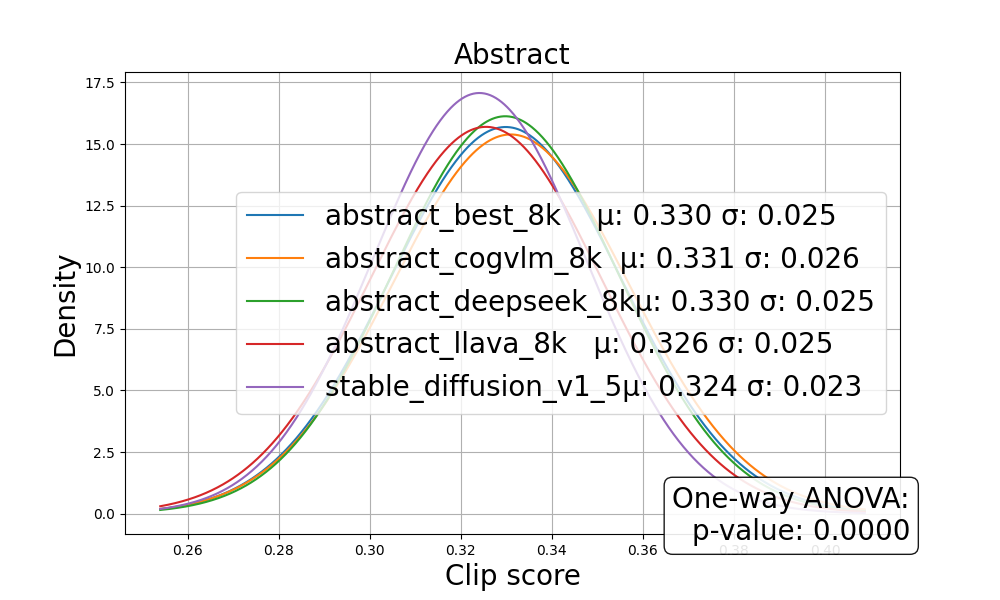 Abstract
17.5
15.0
12.5
10.0
7.5
5.0
2.5
0.0
Density
abstract_best_8k μ: 0.330 σ: 0.025
abstract_cogvlm_8k μ: 0.331 σ: 0.026
abstract_deepseek_8kμ: 0.330 σ: 0.025
abstract_llava_8k μ: 0.326 σ: 0.025
stable_diffusion_v1_5μ: 0.324 σ: 0.023
One-way ANOVA:
p-value: 0.0000
0.26 0.28 0.30 0.32 0.34 0.36 0.38 0.40
Clip score